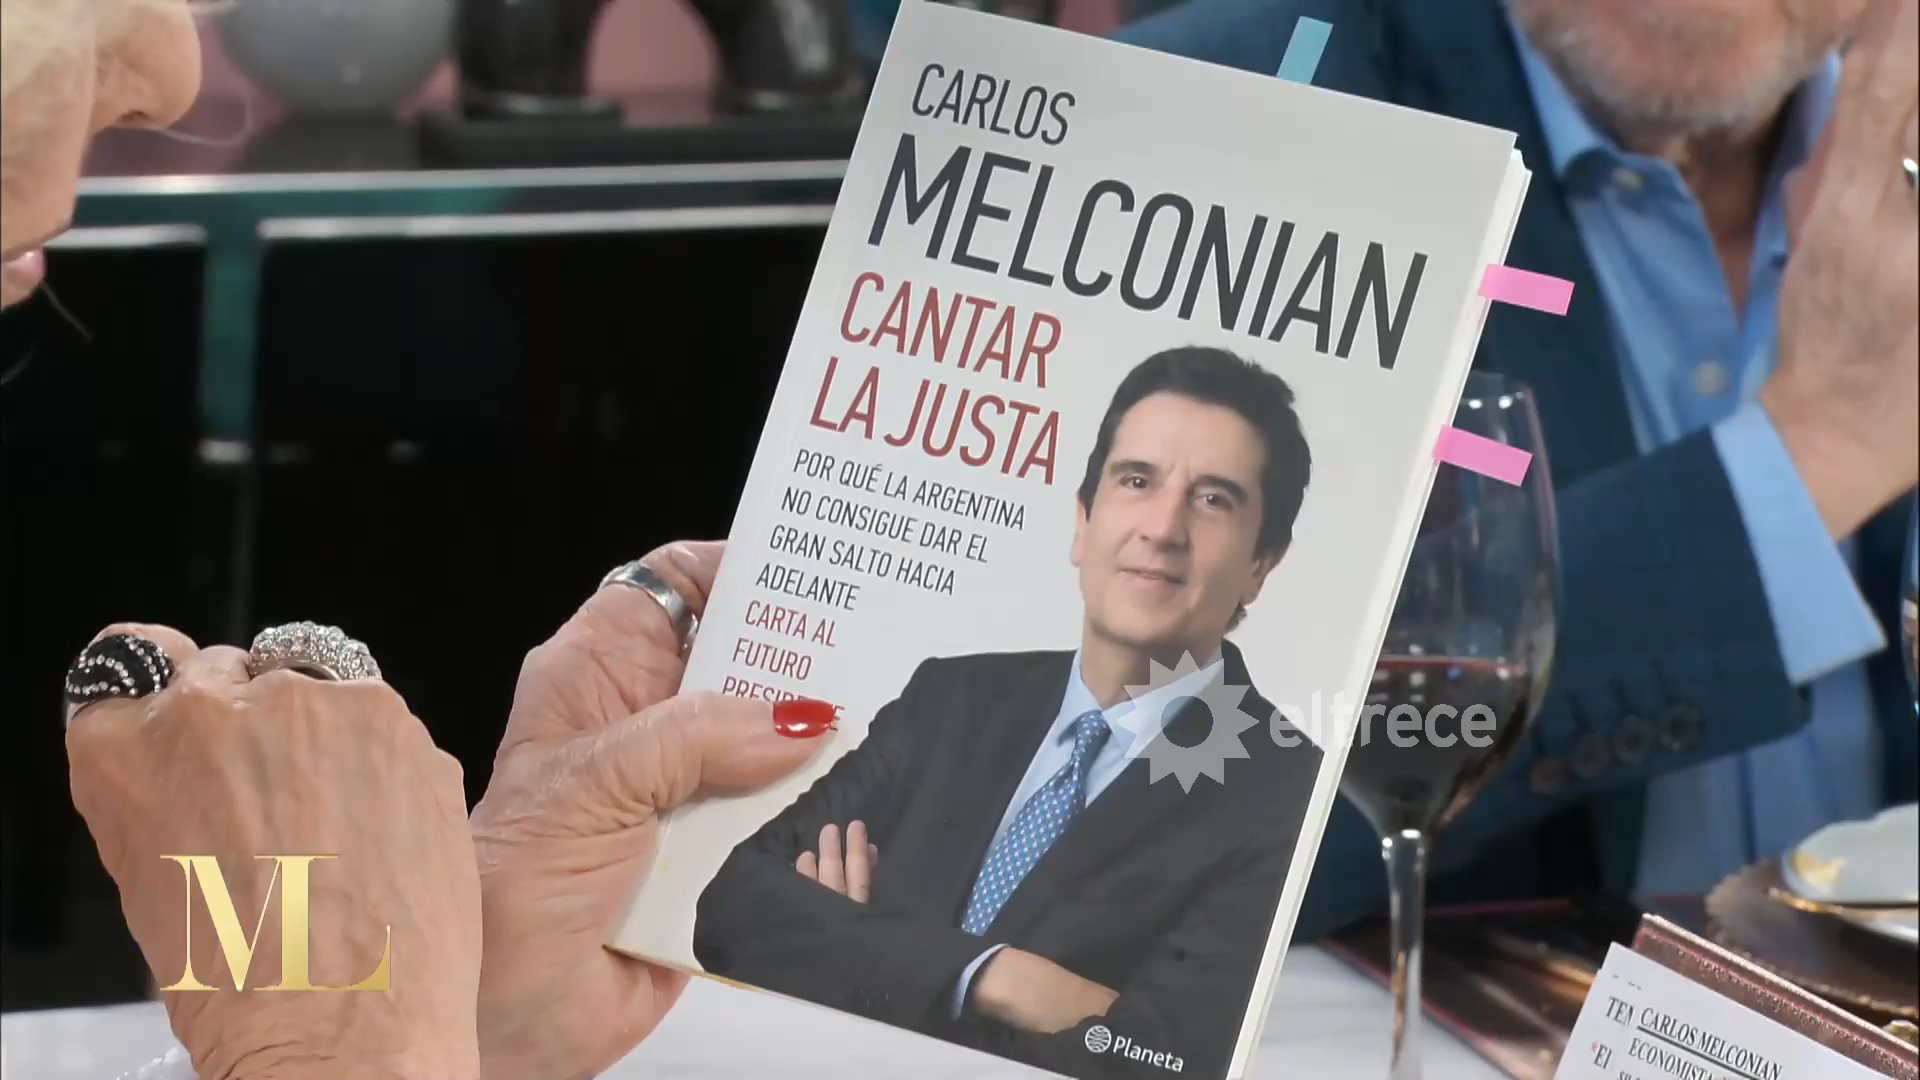 CARLOS
MELCONIAN
CANTAR
LA JUSTA
POR QUÉ LA ARGENTINA
NO CONSIGUE DAR EL
GRAN SALTO HACIA
ADELANTE
CARTA AL
FUTURO
Planeta
eltrece
ML
CARLOS MELCONIAN
ECONOMISTA